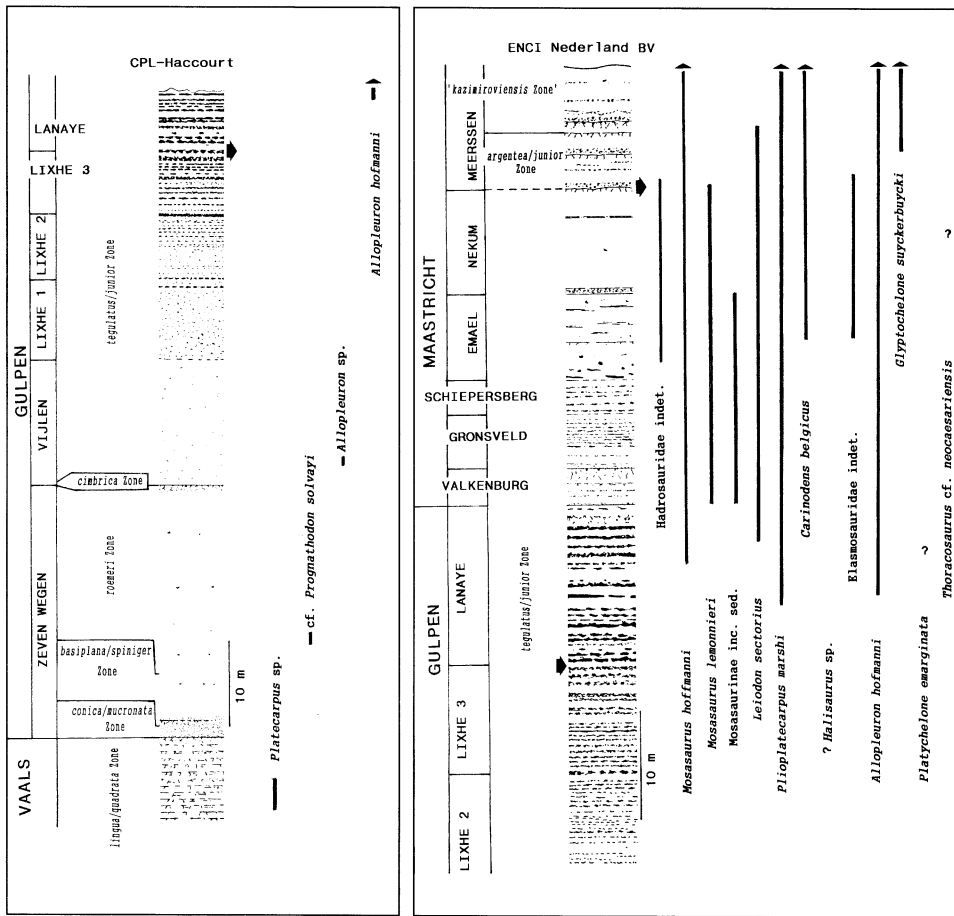 CPL-Haccourt
GULPEN
VAALS
LANAYE
LIXHE 3
LIXHE 2
LIXHE 1
VIJLEN
ZEVEN WEGEN
tegulatus/junior Zone
cimbrica Zone
roemeri Zone
basiplana/spiniger
Zone
conica/mucronata
Zone
lingua/quadrata Zone
10 m
Platecarpus sp.
cf. Prognathodon solvayi
Allopleuron sp.
Allopleuron hofmanni
ENCI Nederland BV
MAASTRICHT
GULPEN
MEERSSEN
NEKUM
EMAEL
SCHIEPERSBERG
GRONSVELD
VALKENBURG
LANAYE
LIXHE 3
LIXHE 2
'kazimiroviensis Zone'
argentea/junior
Zone
tegulatus/junior Zone
10 m
Hadrosauridae indet.
Mosasaurus hoffmanni
Mosasaurus lemonnieri
Mosasaurinae inc. sed.
Leiodon sectorius
Plioplatecarpus marshi
Carinodens belgicus
? Halisaurus sp.
Elasmosauridae indet.
Allopleuron hofmanni
Glyptochelone suyckerbuycki
Platychelone emarginata
?
Thoracosaurus cf. neocaesariensis
?